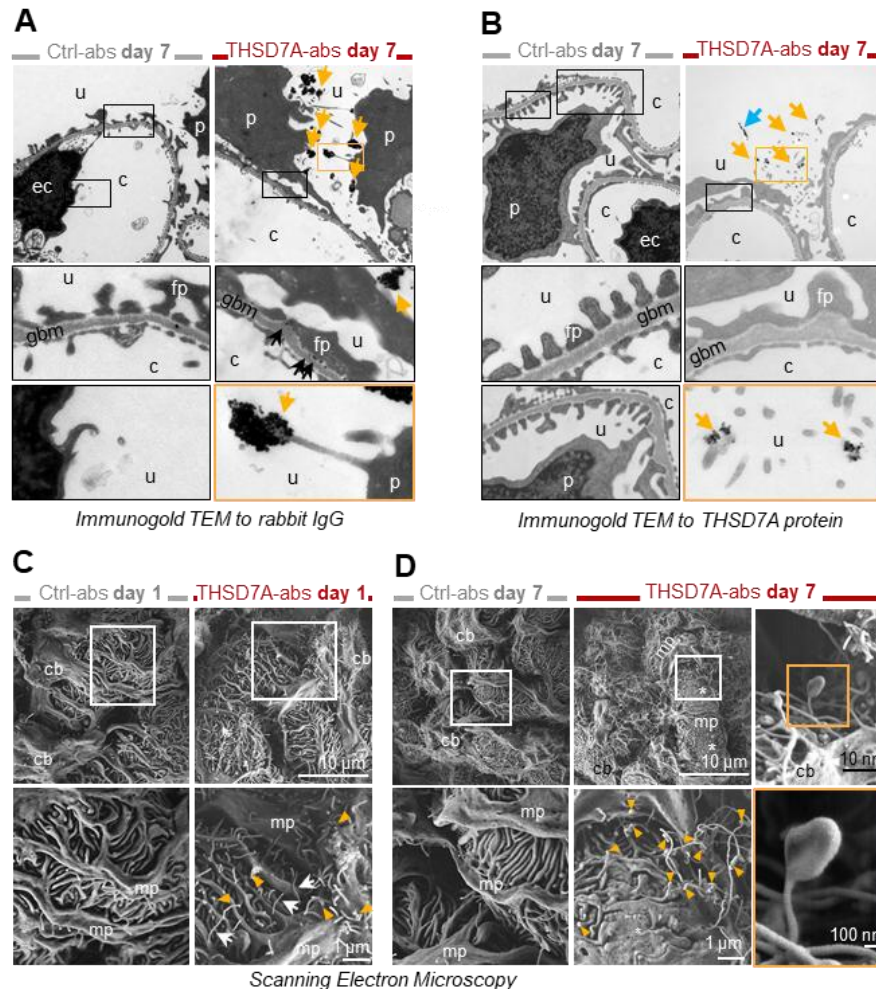 A
B
Ctrl-abs day 7
THSD7A-abs day 7
Ctrl-abs day 7
THSD7A-abs day 7
u
p
ec
c
u
p
p
c
c
u
p
c
ec
u
c
c
u
fp
gbm
c
gbm
fp
u
c
u
fp
gbm
c
u
fp
gbm
c
u
u
p
c
u
p
u
Immunogold TEM to rabbit IgG
Immunogold TEM to THSD7A protein
C
D
Ctrl-abs day 1
THSD7A-abs day 1
Ctrl-abs day 7
THSD7A-abs day 7
cb
cb
cb
10 µm
cb
cb
mp
*
mp
*
cb
10 µm
cb
10 nm
mp
mp
mp
mp
1 µm
mp
mp
*
1 µm
100 nm
Scanning Electron Microscopy